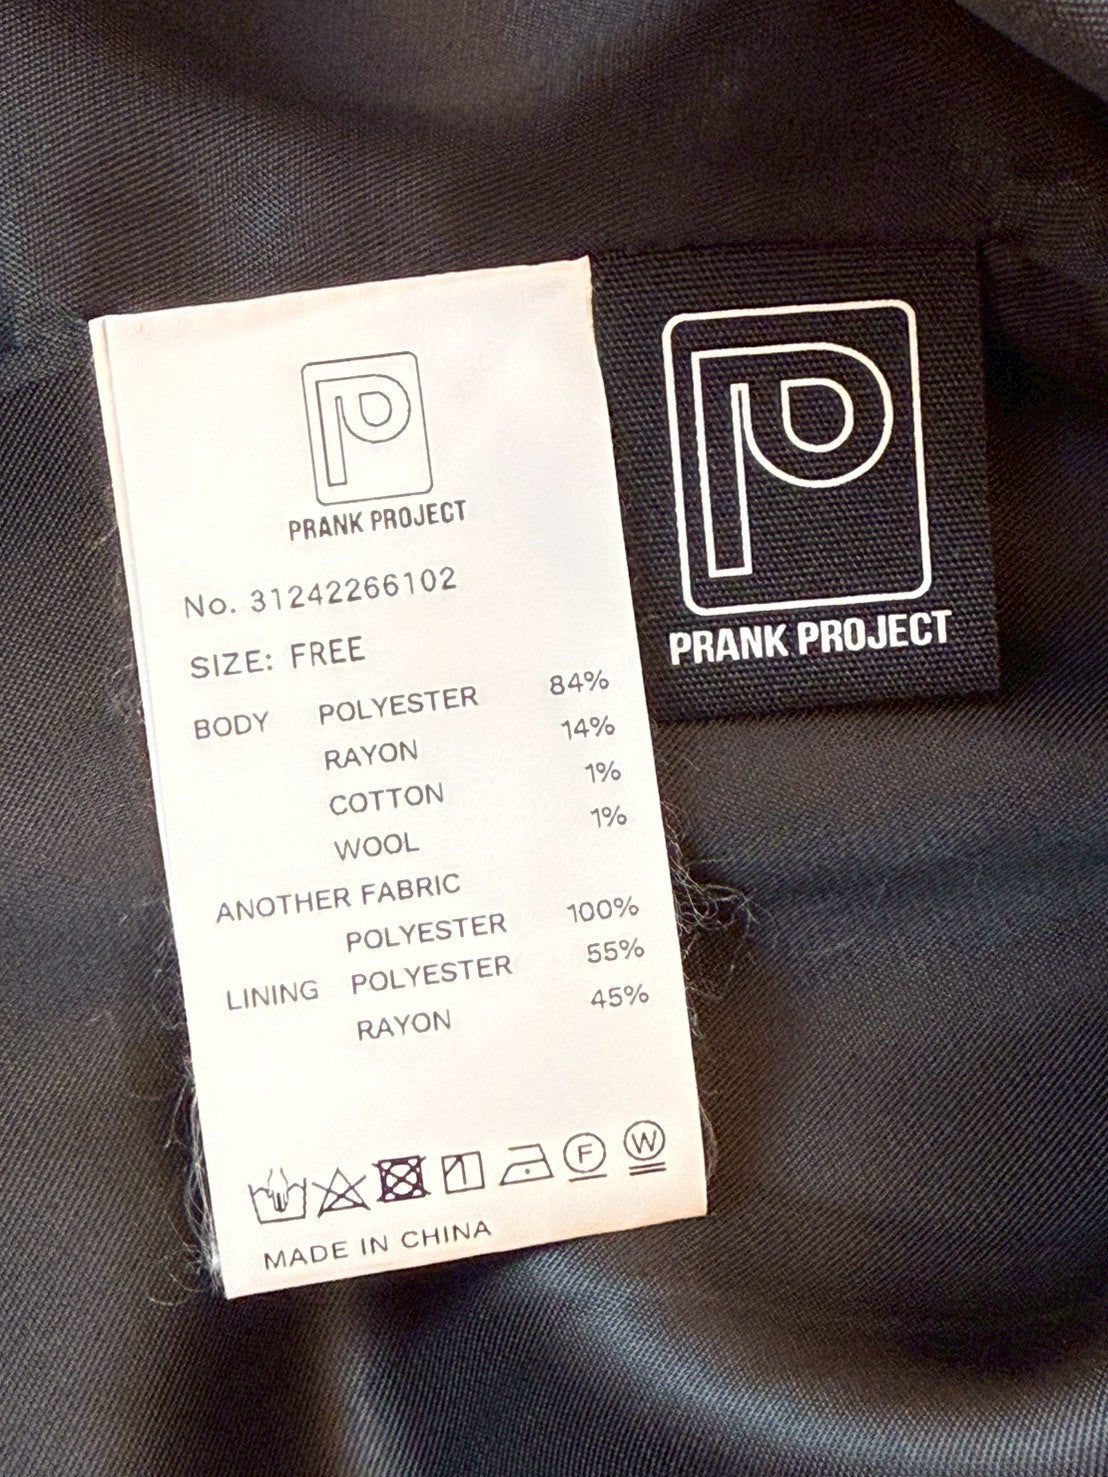 PRANK PROJECT
No. 31242266102
SIZE: FREE
BODY POLYESTER 84%
RAYON 14%
COTTON 1%
WOOL 1%
ANOTHER FABRIC
POLYESTER 100%
LINING POLYESTER 55%
RAYON 45%
F W
MADE IN CHINA
P
PRANK PROJECT